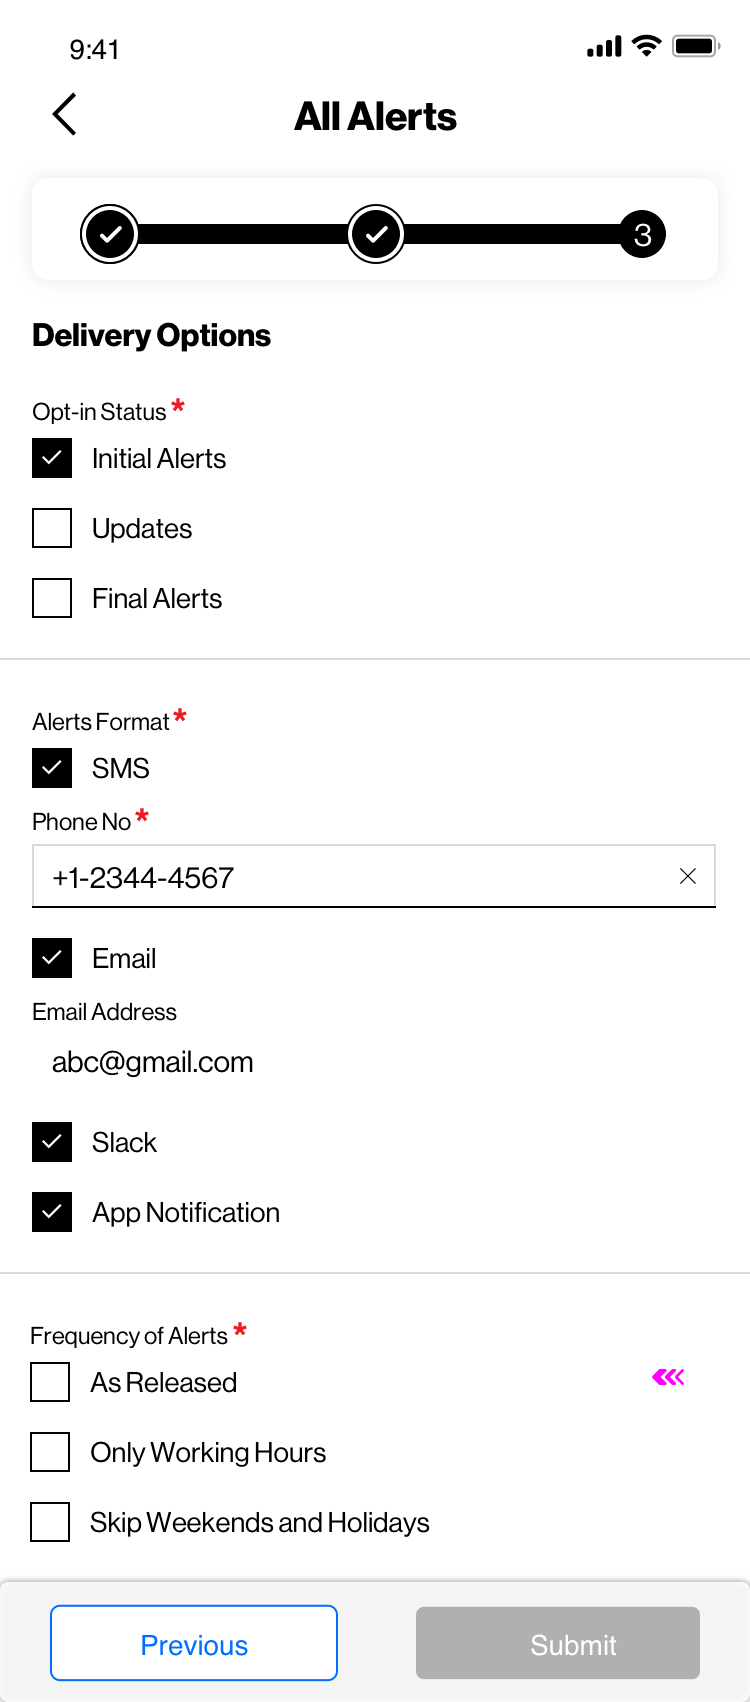 9:41
All Alerts
3
Delivery Options
Opt-in Status *
Initial Alerts
Updates
Final Alerts
Alerts Format *
SMS
Phone No *
+1-2344-4567
Email
Email Address
abc@gmail.com
Slack
App Notification
Frequency of Alerts *
As Released
Only Working Hours
Skip Weekends and Holidays
Previous
Submit